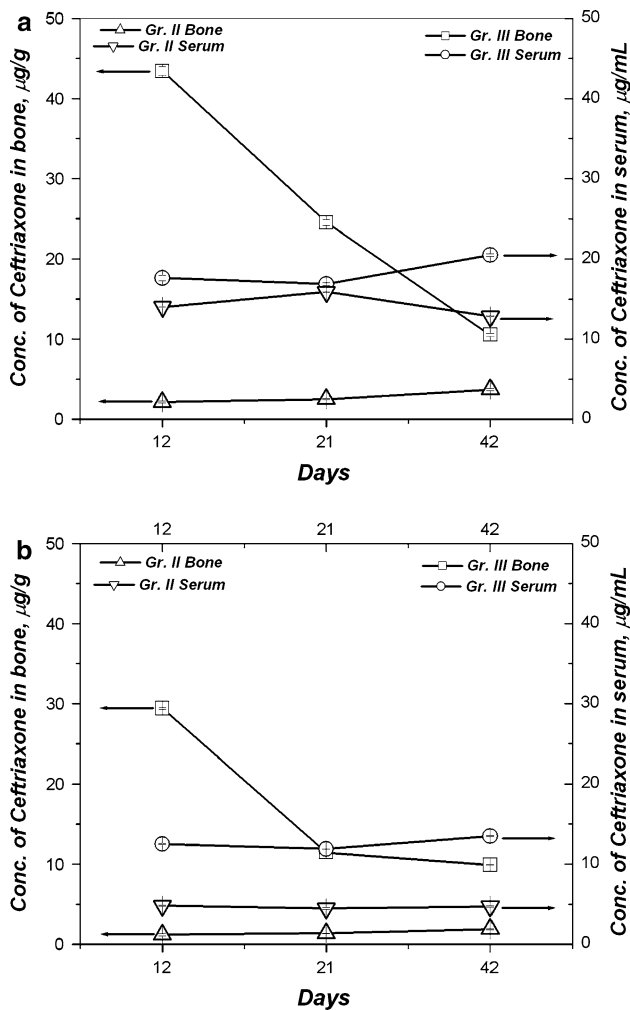 a
Conc. of Ceftriaxone in bone, µg/g
50
40
30
20
10
0
Gr. II Bone
Gr. II Serum
Gr. III Bone
Gr. III Serum
50
40
30
20
10
0
Conc. of Ceftriaxone in serum, µg/mL
12 21 42
Days
b
12 21 42
Conc. of Ceftriaxone in bone, µg/g
50
40
30
20
10
0
Gr. II Bone
Gr. II Serum
Gr. III Bone
Gr. III Serum
50
40
30
20
10
0
Conc. of Ceftriaxone in serum, µg/mL
12 21 42
Days